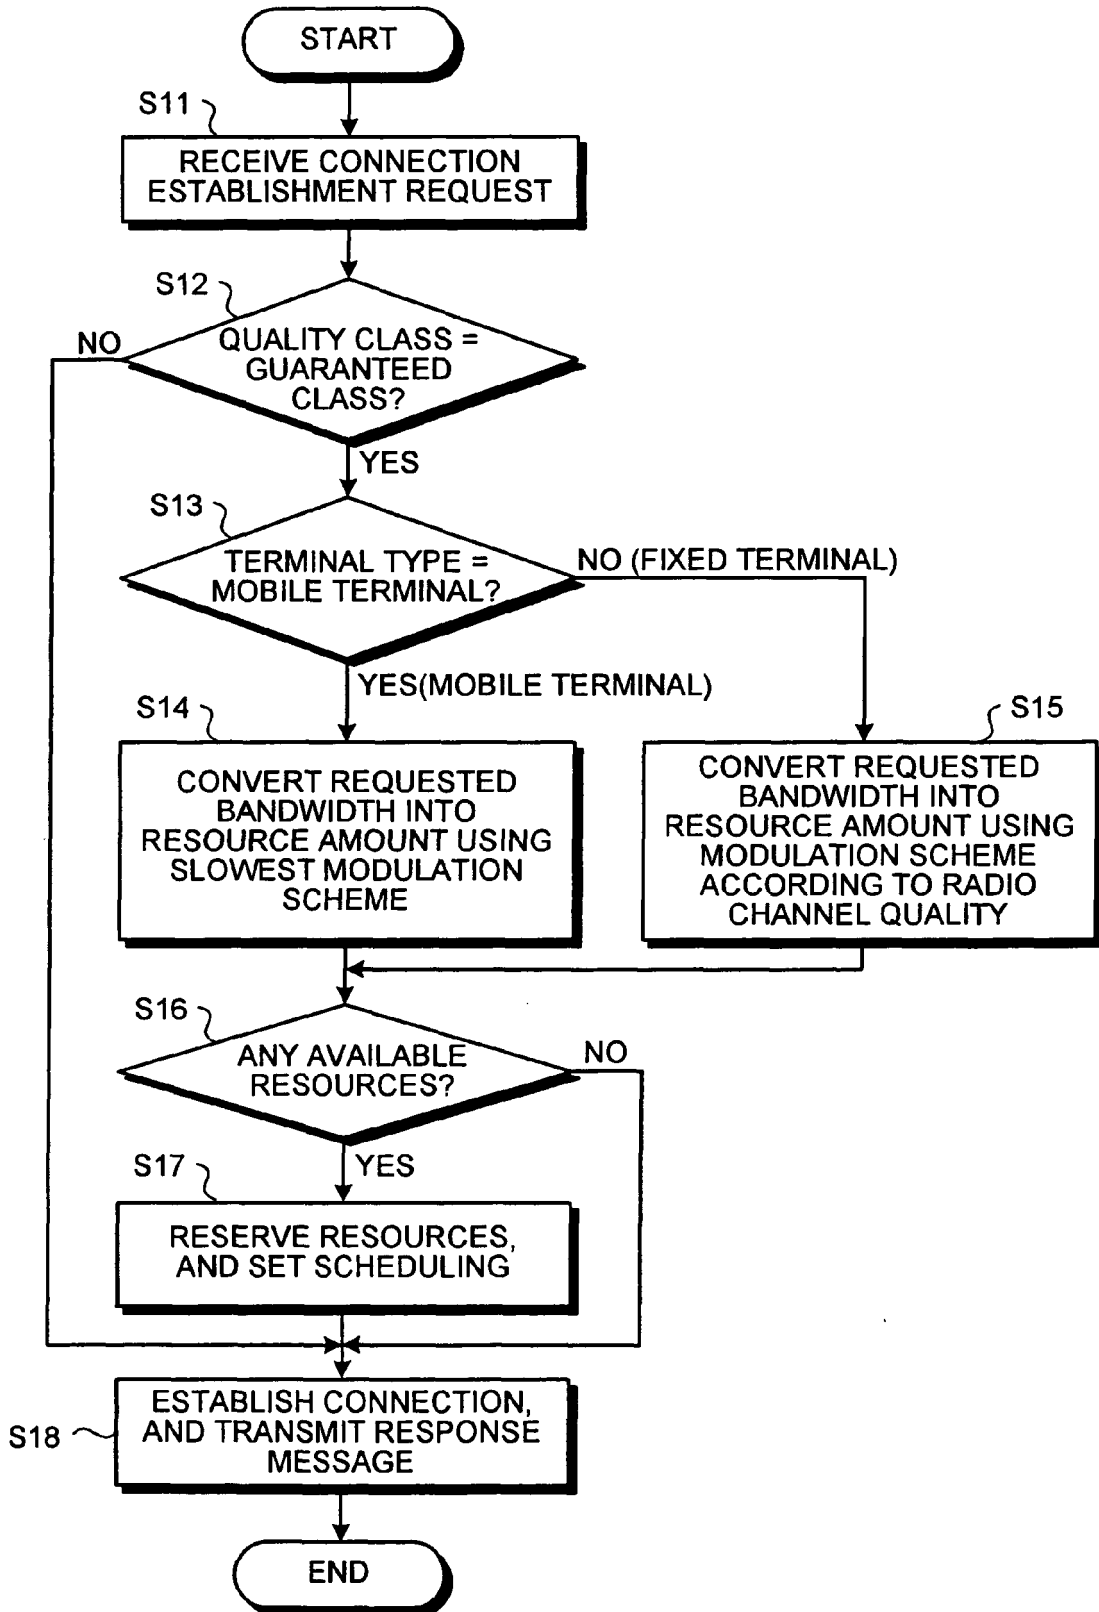 START
S11
RECEIVE CONNECTION
ESTABLISHMENT REQUEST
S12
NO
QUALITY CLASS =
GUARANTEED
CLASS?
YES
S13
TERMINAL TYPE =
MOBILE TERMINAL?
NO (FIXED TERMINAL)
YES(MOBILE TERMINAL)
S14
CONVERT REQUESTED
BANDWIDTH INTO
RESOURCE AMOUNT USING
SLOWEST MODULATION
SCHEME
S15
CONVERT REQUESTED
BANDWIDTH INTO
RESOURCE AMOUNT USING
MODULATION SCHEME
ACCORDING TO RADIO
CHANNEL QUALITY
S16
ANY AVAILABLE
RESOURCES?
NO
YES
S17
RESERVE RESOURCES,
AND SET SCHEDULING
S18
ESTABLISH CONNECTION,
AND TRANSMIT RESPONSE
MESSAGE
END